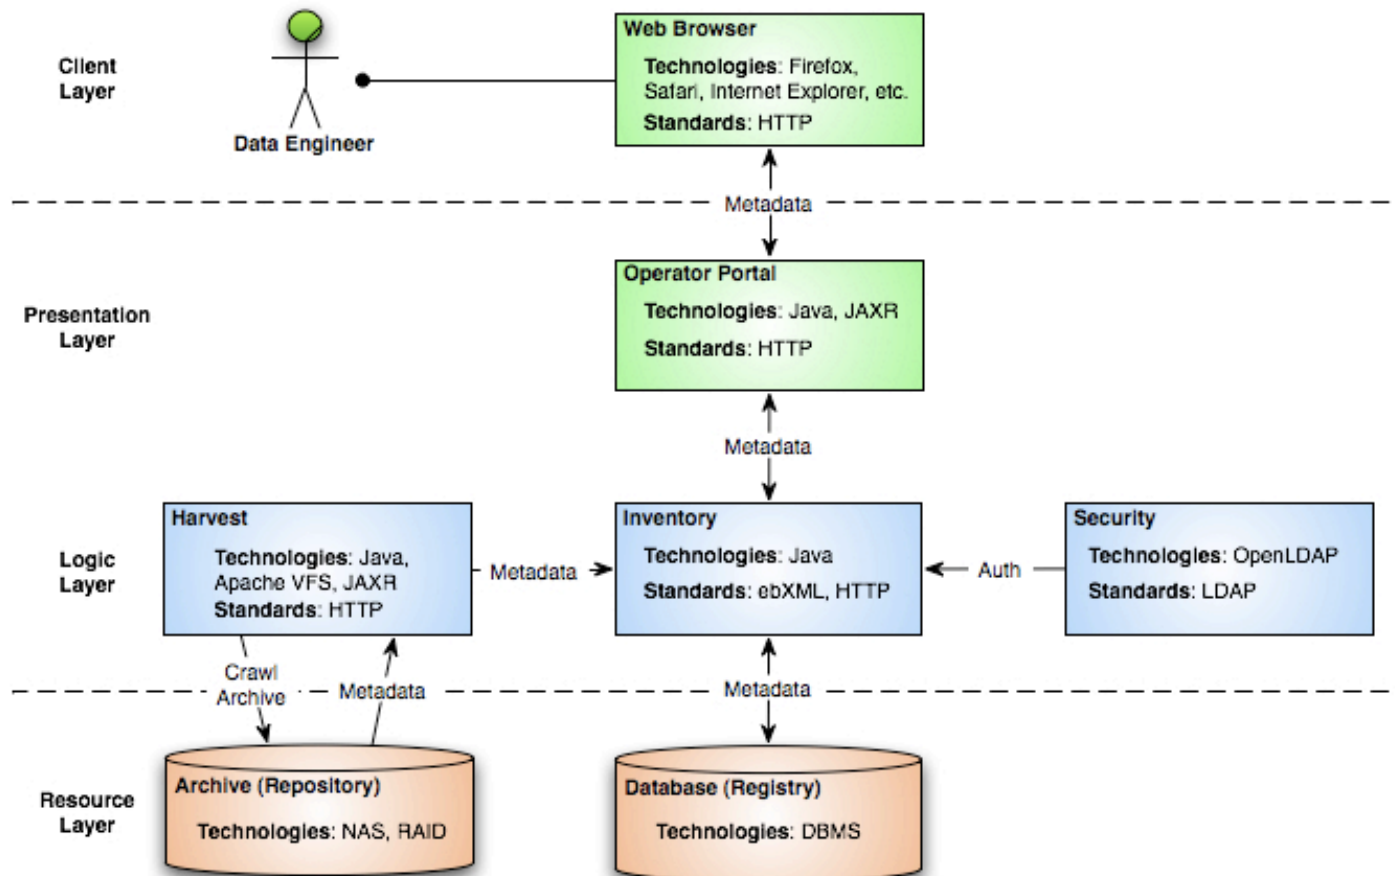 Web Browser
Technologies: Firefox,
Safari, Internet Explorer, etc.
Standards: HTTP
Client
Layer
Data Engineer
Metadata
Operator Portal
Technologies: Java, JAXR
Standards: HTTP
Presentation
Layer
Metadata
Harvest
Technologies: Java,
Apache VFS, JAXR
Standards: HTTP
Metadata
Inventory
Technologies: Java
Standards: ebXML, HTTP
Auth
Security
Technologies: OpenLDAP
Standards: LDAP
Logic
Layer
Crawl
Archive
Metadata
Metadata
Resource
Layer
Archive (Repository)
Technologies: NAS, RAID
Database (Registry)
Technologies: DBMS